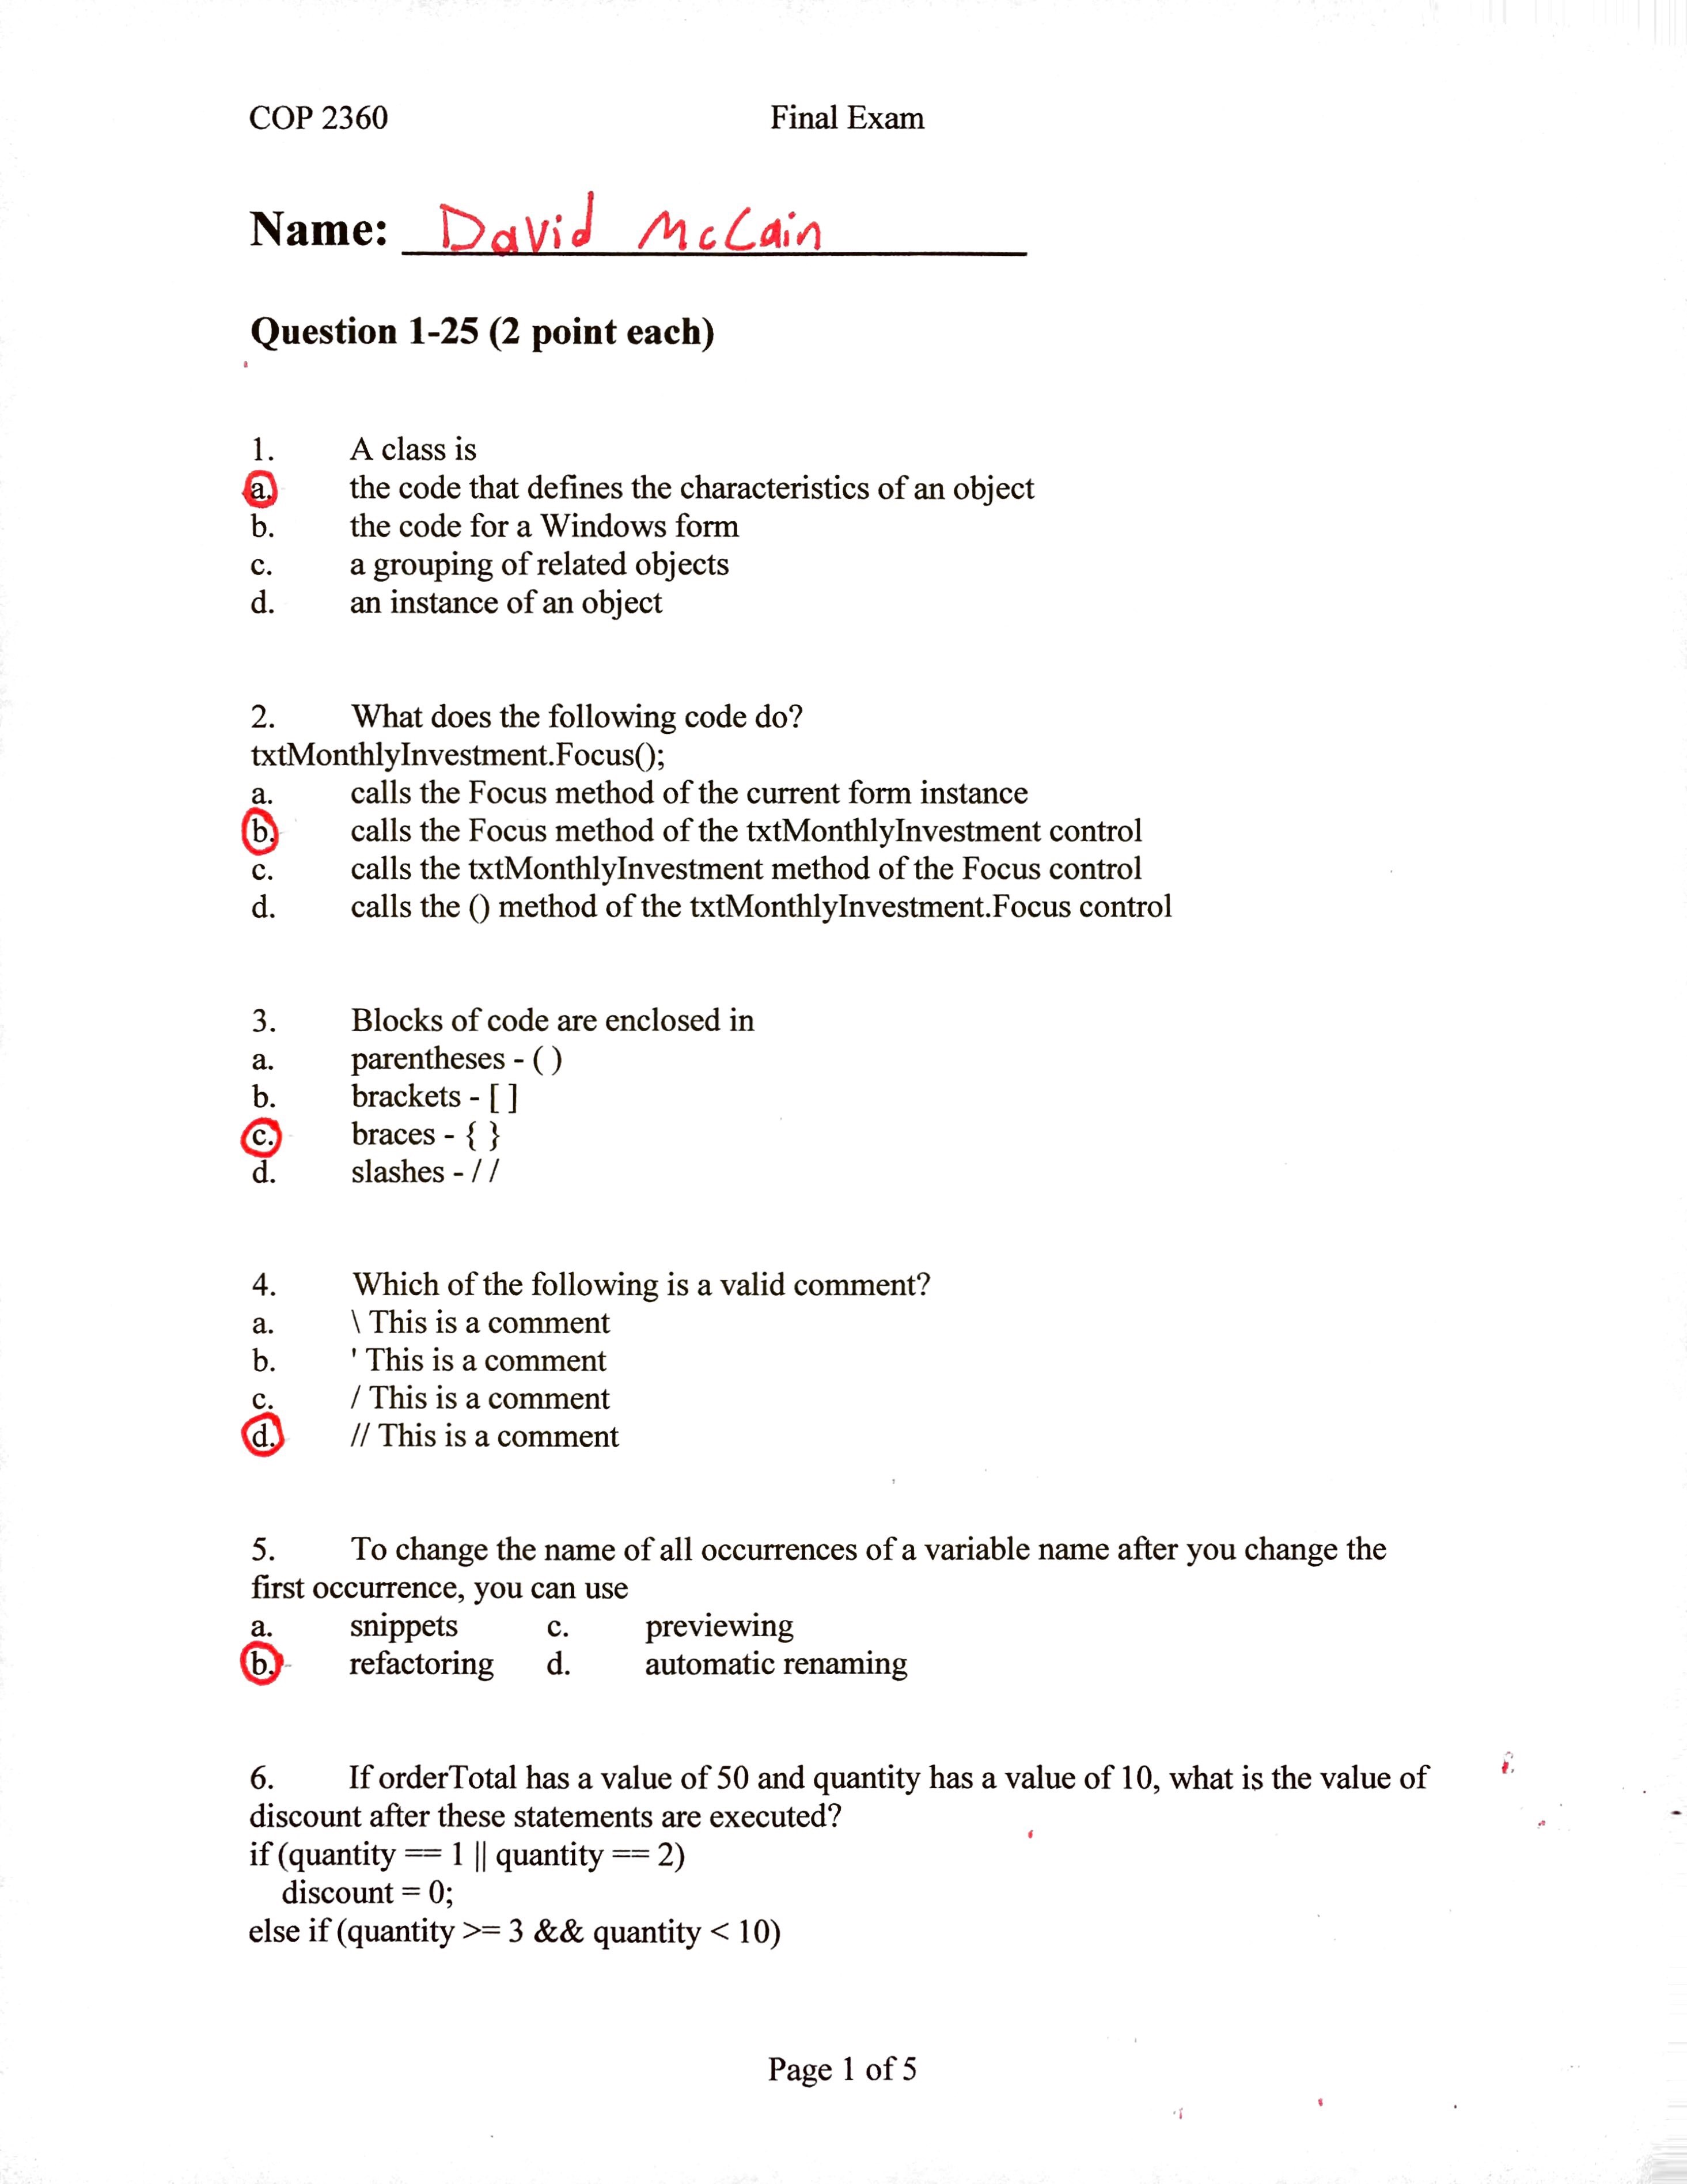 COP 2360 Final Exam
Name: David McCain
Question 1-25 (2 point each)
1. A class is
a. the code that defines the characteristics of an object
b. the code for a Windows form
c. a grouping of related objects
d. an instance of an object
2. What does the following code do?
txtMonthlyInvestment.Focus();
a. calls the Focus method of the current form instance
b. calls the Focus method of the txtMonthlyInvestment control
c. calls the txtMonthlyInvestment method of the Focus control
d. calls the () method of the txtMonthlyInvestment.Focus control
3. Blocks of code are enclosed in
a. parentheses - ( )
b. brackets - [ ]
c. braces - { }
d. slashes - / /
4. Which of the following is a valid comment?
a. \ This is a comment
b. ' This is a comment
c. / This is a comment
d. // This is a comment
5. To change the name of all occurrences of a variable name after you change the
first occurrence, you can use
a. snippets c. previewing
b. refactoring d. automatic renaming
6. If orderTotal has a value of 50 and quantity has a value of 10, what is the value of
discount after these statements are executed?
if (quantity == 1 || quantity == 2)
discount = 0;
else if (quantity >= 3 && quantity < 10)
Page 1 of 5